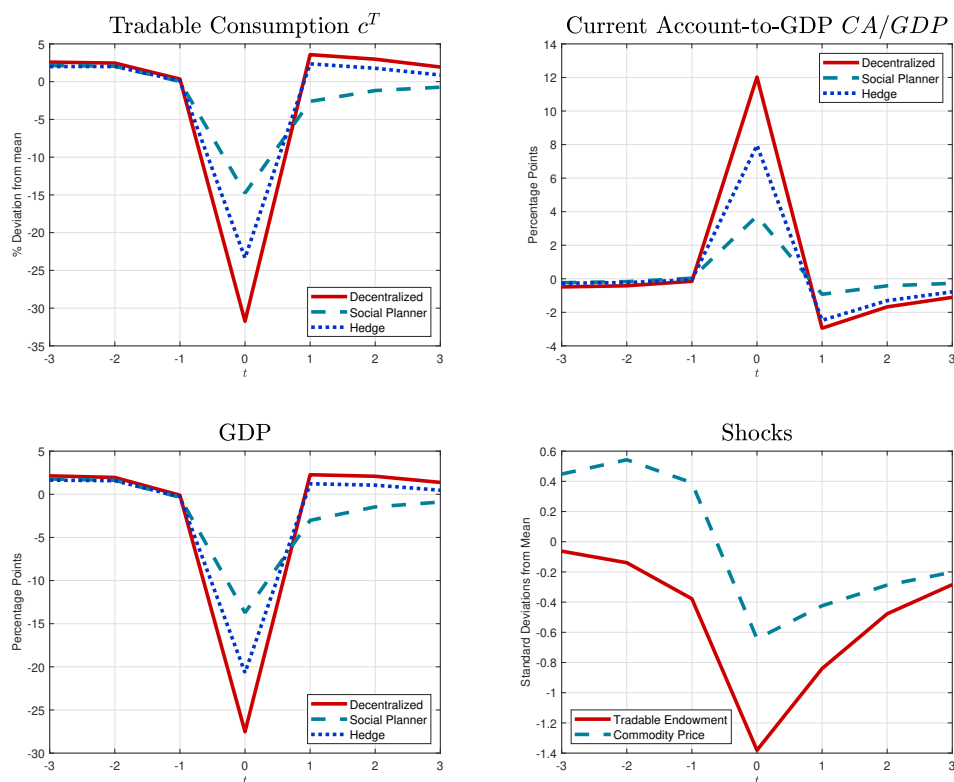 Tradable Consumption c^T
5
0
-5
-10
-15
-20
-25
-30
-35
% Deviation from mean
Decentralized
Social Planner
Hedge
-3 -2 -1 0 1 2 3
t
Current Account-to-GDP CA/GDP
14
12
10
8
6
4
2
0
-2
-4
Percentage Points
Decentralized
Social Planner
Hedge
-3 -2 -1 0 1 2 3
t
GDP
5
0
-5
-10
-15
-20
-25
-30
Percentage Points
Decentralized
Social Planner
Hedge
-3 -2 -1 0 1 2 3
t
Shocks
0.6
0.4
0.2
0
-0.2
-0.4
-0.6
-0.8
-1
-1.2
-1.4
Standard Deviations from Mean
Tradable Endowment
Commodity Price
-3 -2 -1 0 1 2 3
t